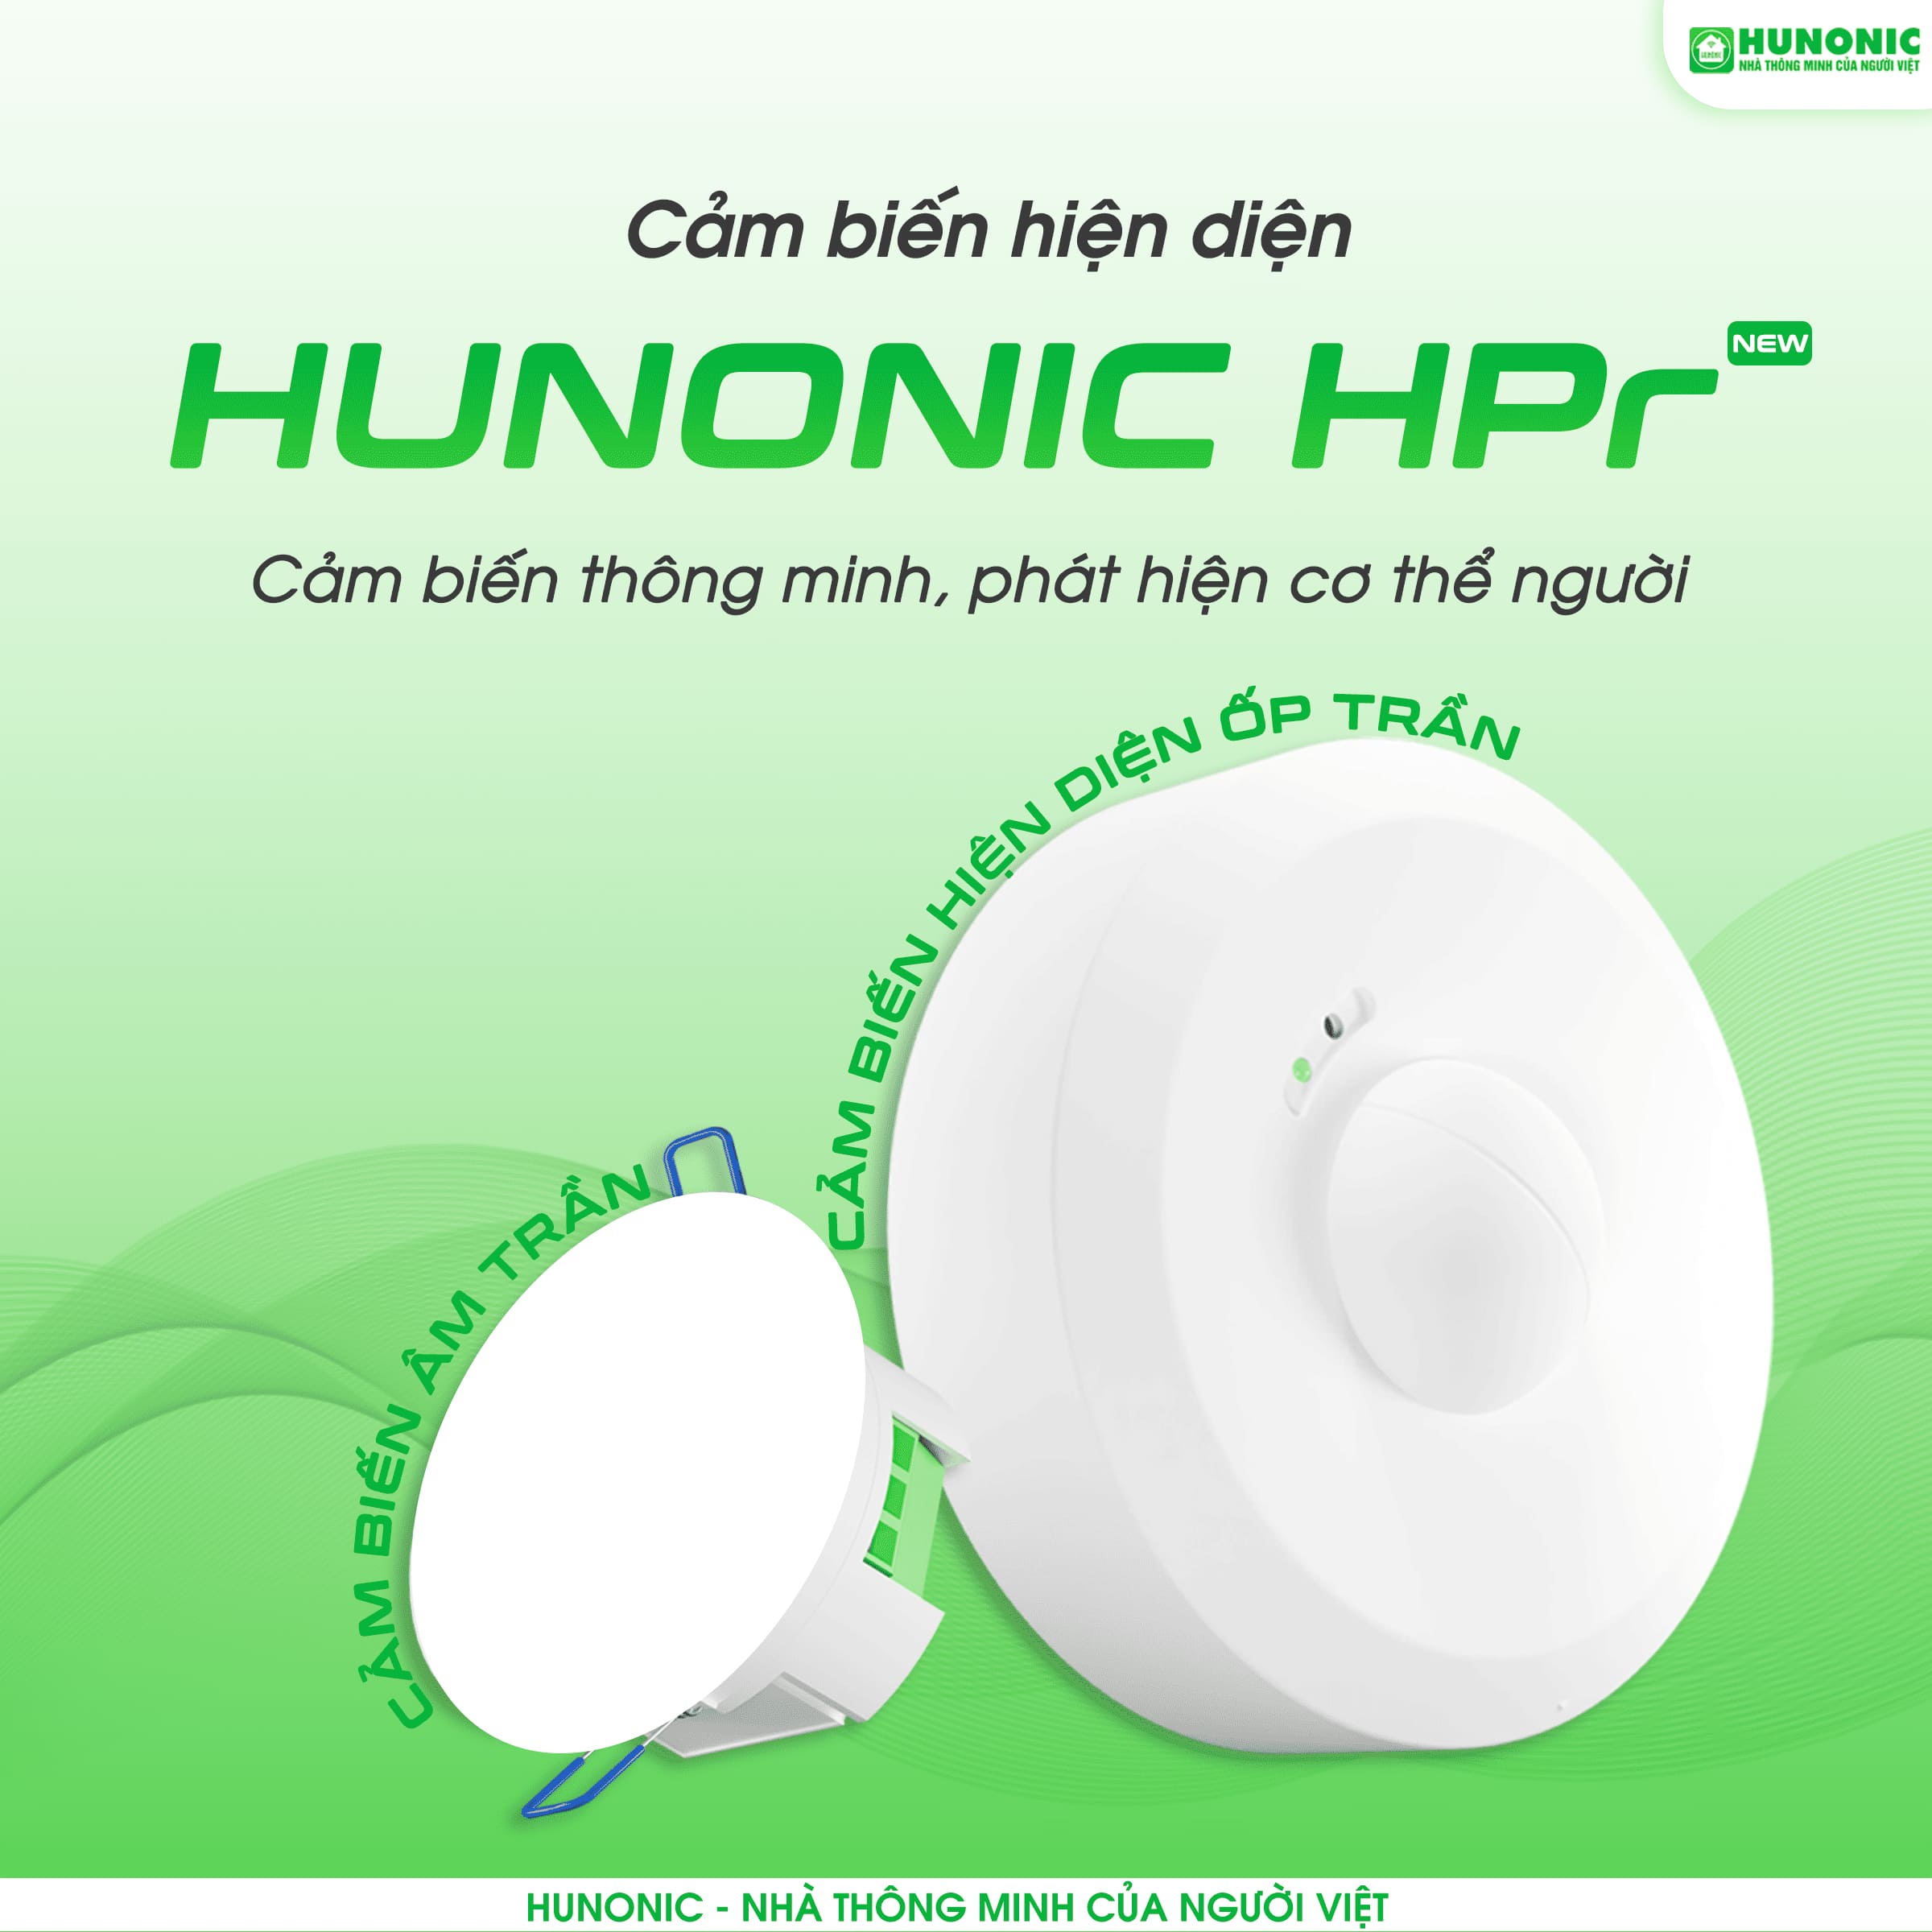 HUNONIC
NHÀ THÔNG MINH CỦA NGƯỜI VIỆT
Cảm biến hiện diện
HUNONIC HPr NEW
Cảm biến thông minh, phát hiện cơ thể người
CẢM BIẾN HIỆN DIỆN ỐP TRẦN
CẢM BIẾN ÂM TRẦN
HUNONIC - NHÀ THÔNG MINH CỦA NGƯỜI VIỆT